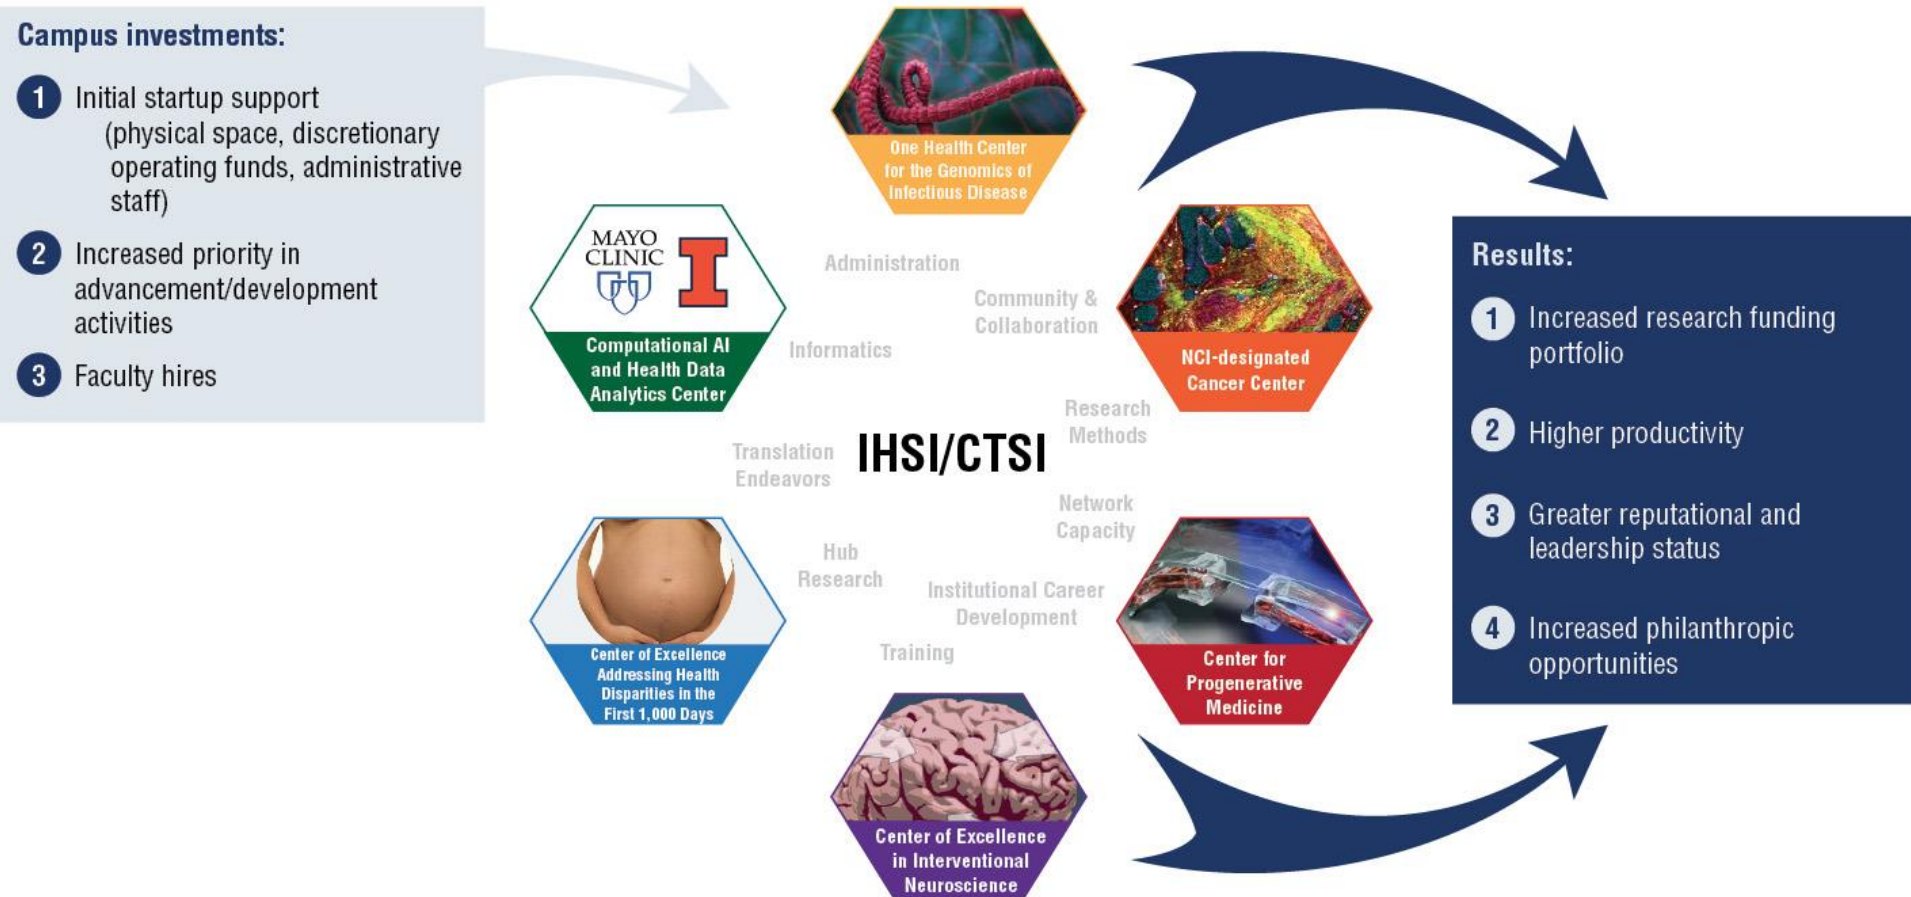 Campus investments:
1 Initial startup support
(physical space, discretionary
operating funds, administrative
staff)
2 Increased priority in
advancement/development
activities
3 Faculty hires
One Health Center
for the Genomics of
Infectious Disease
MAYO
CLINIC
I
Computational AI
and Health Data
Analytics Center
NCI-designated
Cancer Center
Administration
Community &
Collaboration
Informatics
Research
Methods
Translation
Endeavors
IHSI/CTSI
Network
Capacity
Hub
Research
Institutional Career
Development
Training
Center of Excellence
Addressing Health
Disparities in the
First 1,000 Days
Center for
Progenerative
Medicine
Center of Excellence
in Interventional
Neuroscience
Results:
1 Increased research funding
portfolio
2 Higher productivity
3 Greater reputational and
leadership status
4 Increased philanthropic
opportunities